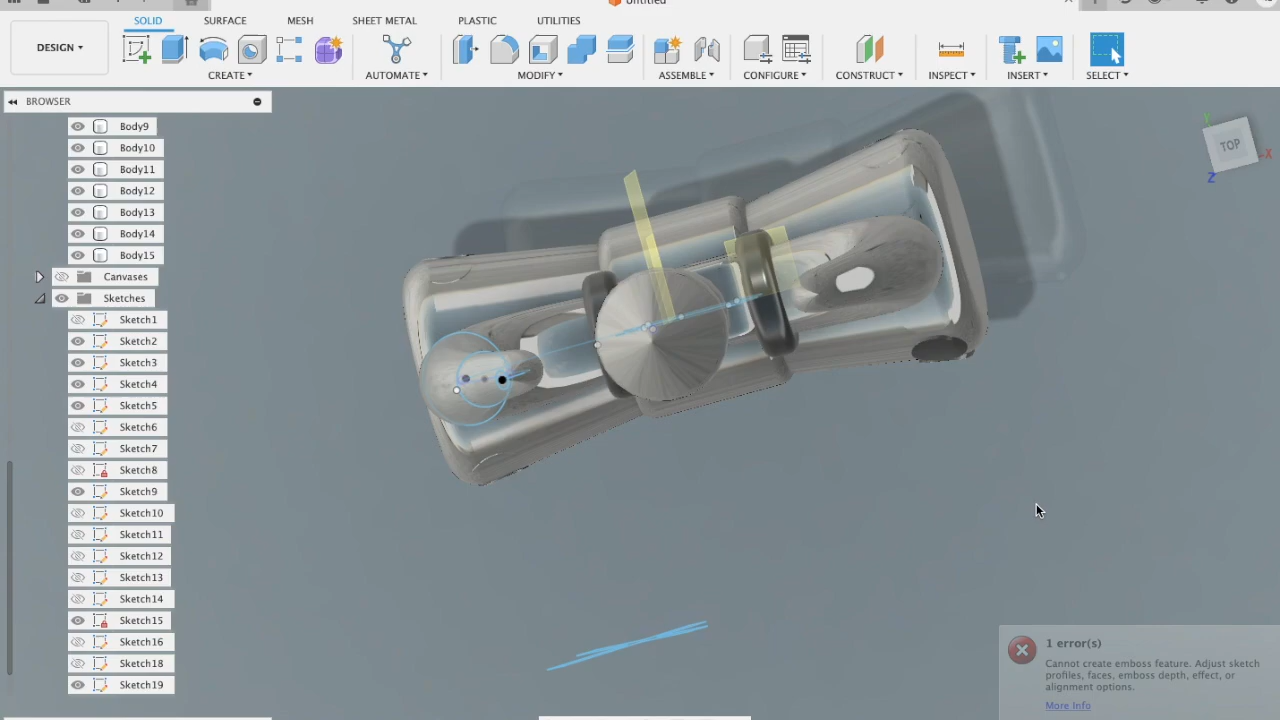 Untitled
SOLID
SURFACE
MESH
SHEET METAL
PLASTIC
UTILITIES
DESIGN
CREATE
AUTOMATE
MODIFY
ASSEMBLE
CONFIGURE
CONSTRUCT
INSPECT
INSERT
SELECT
BROWSER
Body9
Body10
Body11
Body12
Body13
Body14
Body15
Canvases
Sketches
Sketch1
Sketch2
Sketch3
Sketch4
Sketch5
Sketch6
Sketch7
Sketch8
Sketch9
Sketch10
Sketch11
Sketch12
Sketch13
Sketch14
Sketch15
Sketch16
Sketch18
Sketch19
Y
TOP
X
Z
1 error(s)
Cannot create emboss feature. Adjust sketch
profiles, faces, emboss depth, effect, or
alignment options.
More Info